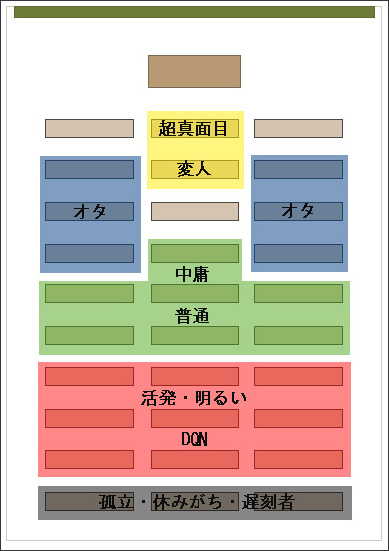 超真面目
変人
オタ
オタ
中庸
普通
活発・明るい
DQN
孤立・休みがち・遅刻者